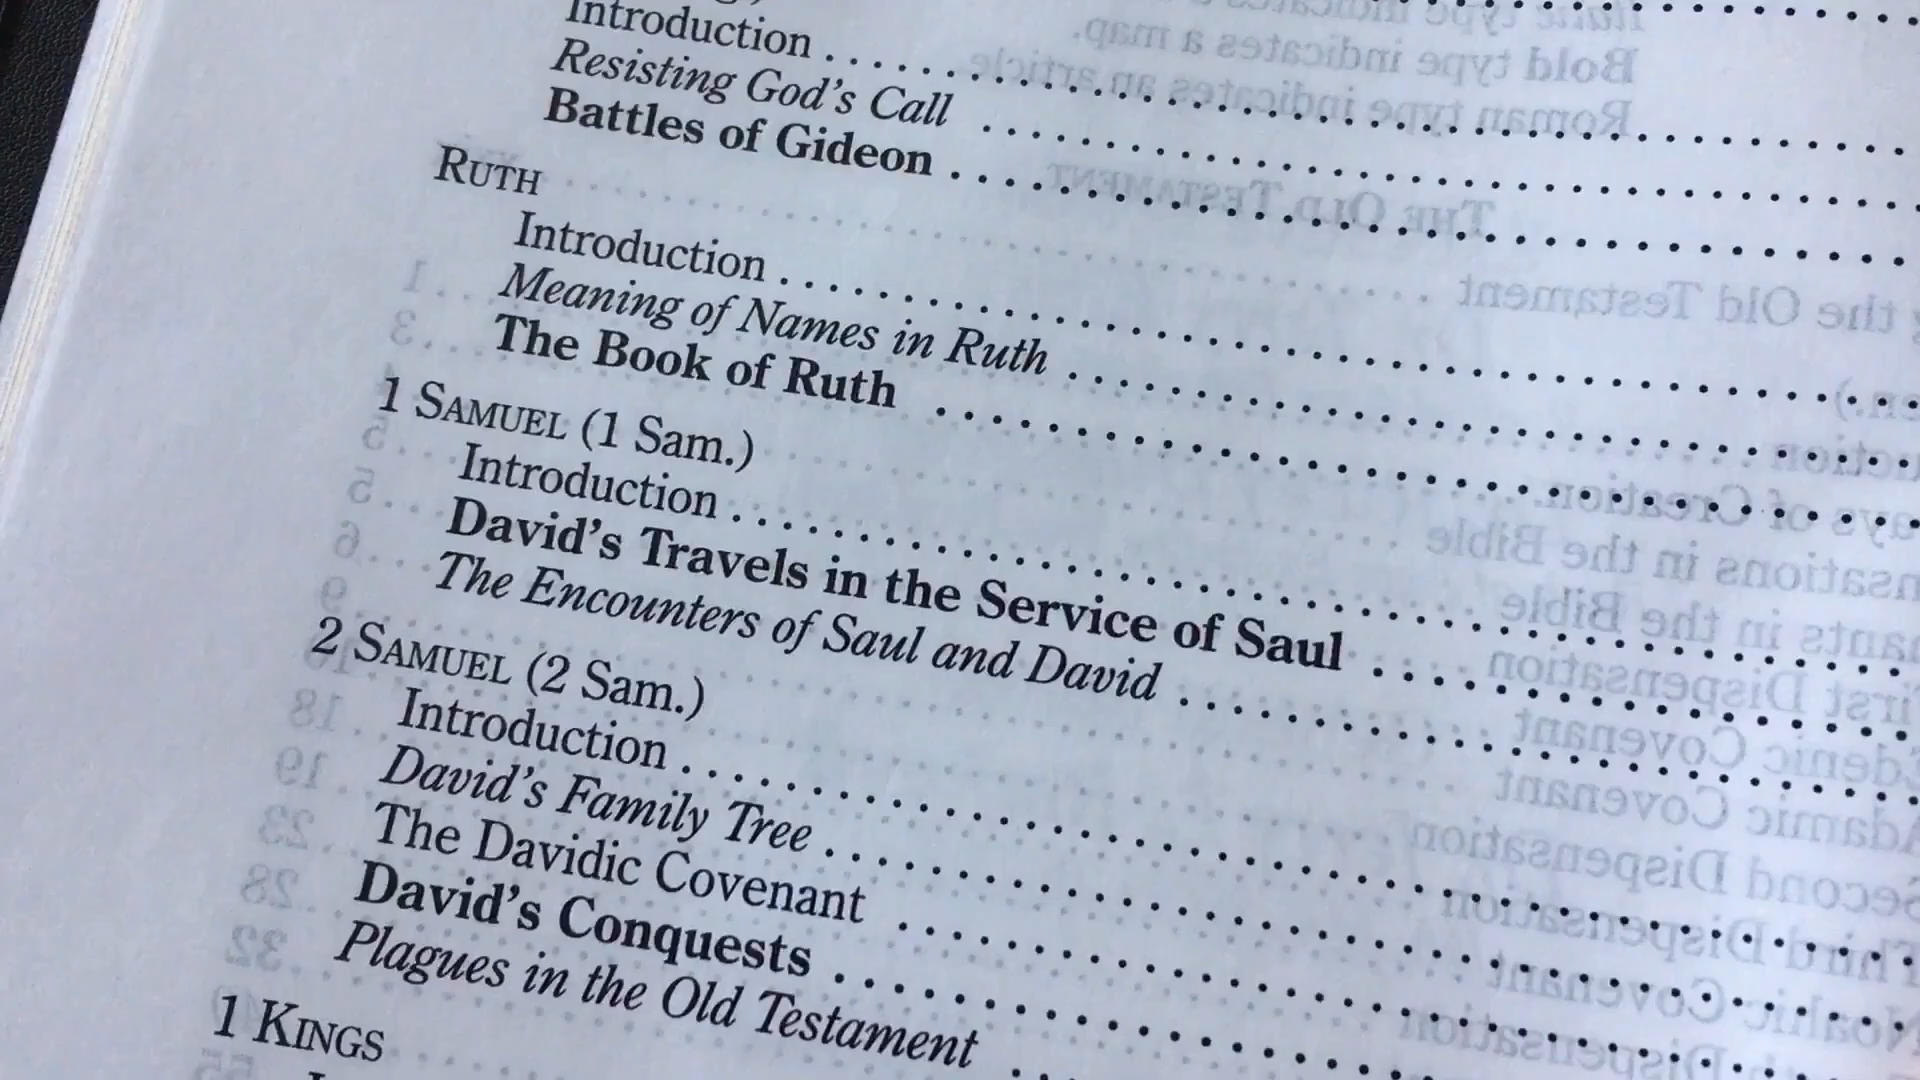 Introduction
Resisting God's Call
Battles of Gideon
RUTH
Introduction
Meaning of Names in Ruth
The Book of Ruth
1 SAMUEL (1 Sam.)
Introduction
David's Travels in the Service of Saul
The Encounters of Saul and David
2 SAMUEL (2 Sam.)
Introduction
David's Family Tree
The Davidic Covenant
David's Conquests
Plagues in the Old Testament
1 KINGS